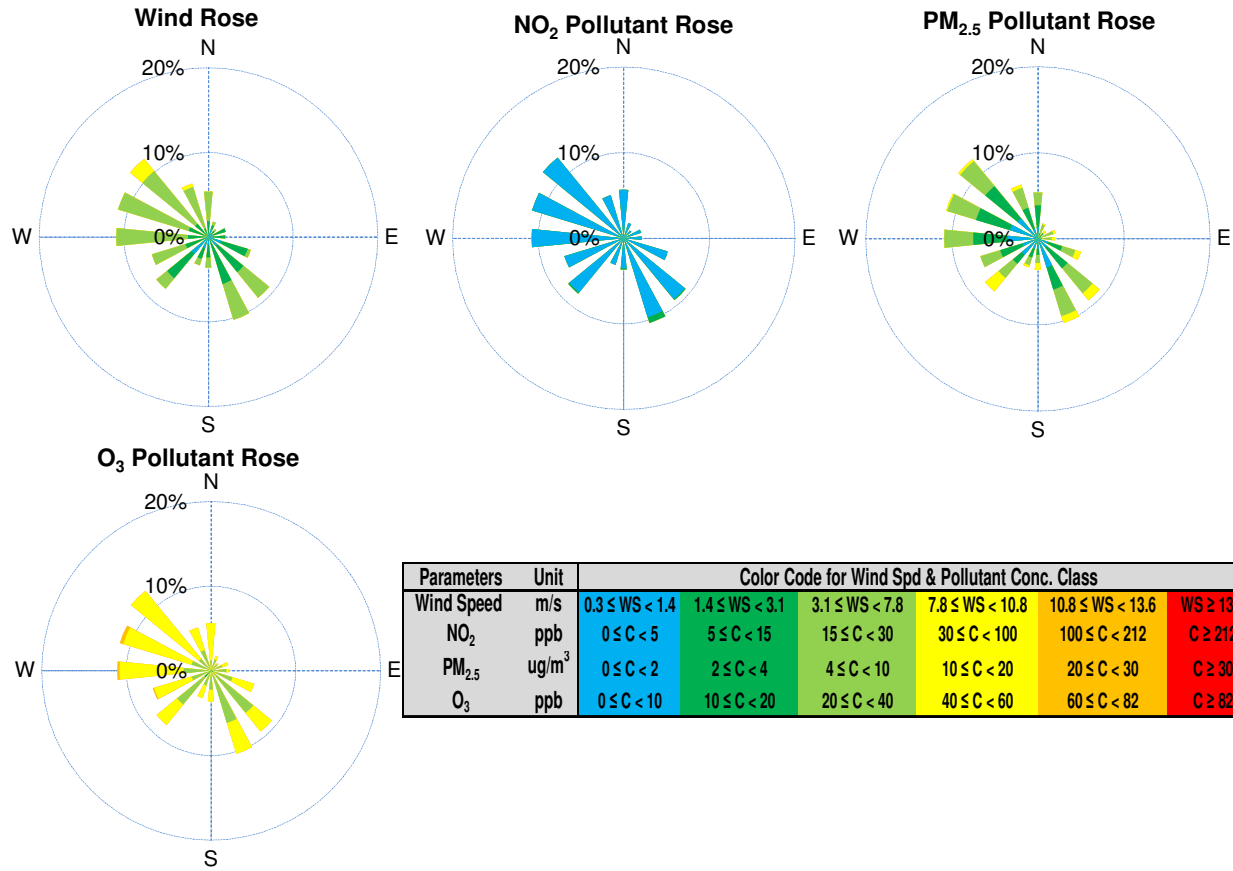 Wind Rose
N
20%
10%
0%
W
E
S
NO₂ Pollutant Rose
N
20%
10%
0%
W
E
S
PM₂.₅ Pollutant Rose
N
20%
10%
0%
W
E
S
O₃ Pollutant Rose
N
20%
10%
0%
W
E
S
Parameters Unit Color Code for Wind Spd & Pollutant Conc. Class
Wind Speed m/s 0.3 ≤ WS < 1.4 1.4 ≤ WS < 3.1 3.1 ≤ WS < 7.8 7.8 ≤ WS < 10.8 10.8 ≤ WS < 13.6 WS ≥ 13
NO₂ ppb 0 ≤ C < 5 5 ≤ C < 15 15 ≤ C < 30 30 ≤ C < 100 100 ≤ C < 212 C ≥ 212
PM₂.₅ ug/m³ 0 ≤ C < 2 2 ≤ C < 4 4 ≤ C < 10 10 ≤ C < 20 20 ≤ C < 30 C ≥ 30
O₃ ppb 0 ≤ C < 10 10 ≤ C < 20 20 ≤ C < 40 40 ≤ C < 60 60 ≤ C < 82 C ≥ 82